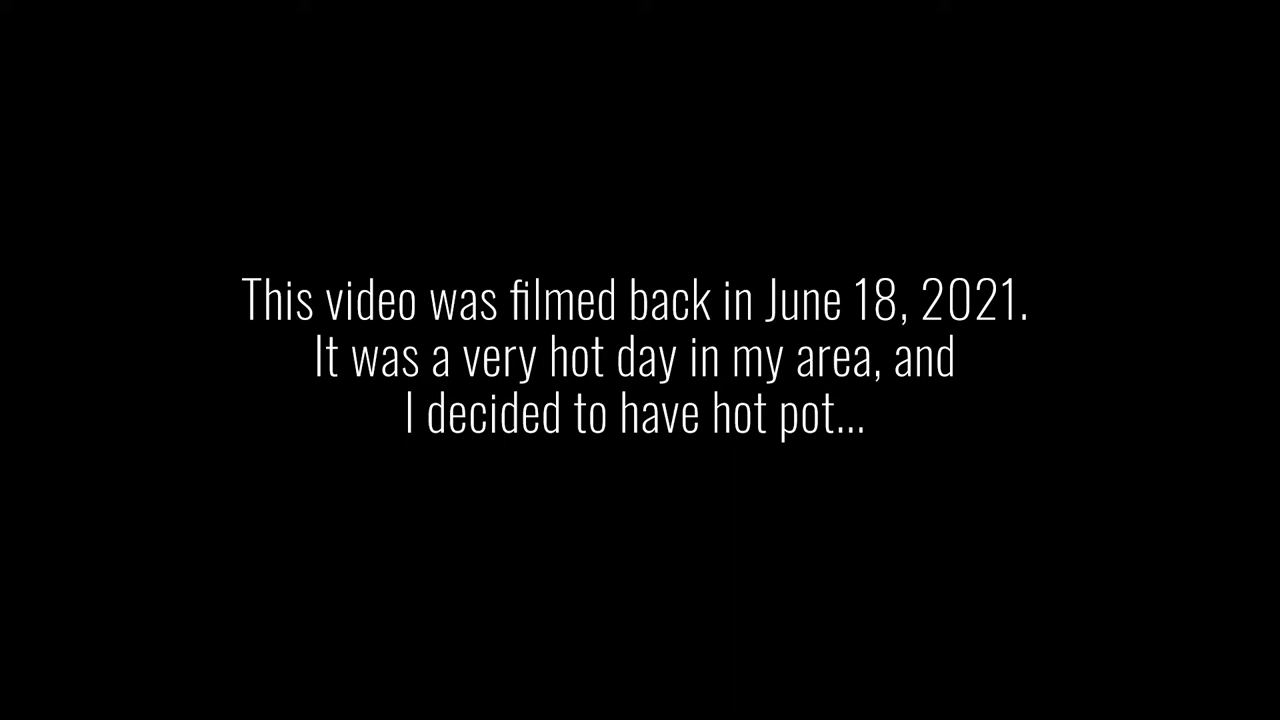 This video was filmed back in June 18, 2021.
It was a very hot day in my area, and
I decided to have hot pot...